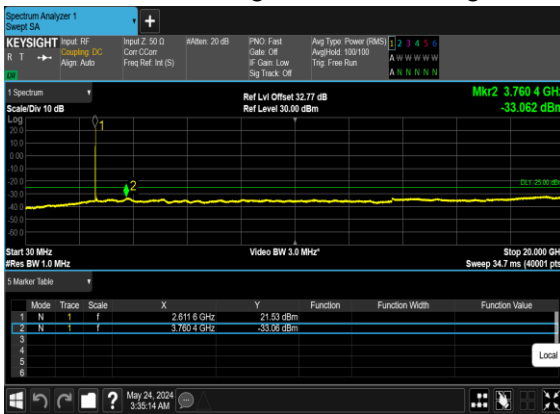 Spectrum Analyzer 1
Swept SA
KEYSIGHT Input: RF Input Z: 50 Ω #Atten: 20 dB PNO: Fast Avg Type: Power (RMS) 1 2 3 4 5 6
R T Coupling: DC Corr CCorr Gate: Off Avg|Hold: 100/100 A W W W W W
Align: Auto Freq Ref: Int (S) IF Gain: Low Trig: Free Run
LV Sig Track: Off A N N N N N
1 Spectrum Ref Lvl Offset 32.77 dB Mkr2 3.760 4 GHz
Scale/Div 10 dB Ref Level 30.00 dBm -33.062 dBm
Log
20.0
10.0
0.00
-10.0
-20.0
-30.0
-40.0
-50.0
-60.0
1
2
DL1 -25.00 dBm
Start 30 MHz Video BW 3.0 MHz* Stop 20.000 GH
#Res BW 1.0 MHz Sweep 34.7 ms (40001 pts
5 Marker Table
Mode Trace Scale X Y Function Function Width Function Value
1 N 1 f 2.611 6 GHz 21.53 dBm
2 N 1 f 3.760 4 GHz -33.06 dBm
3
4
5
6
Local
? May 24, 2024
3:35:14 AM